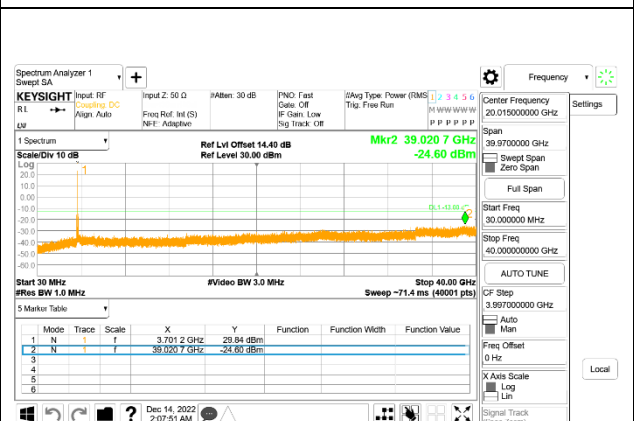 Spectrum Analyzer 1
Swept SA
Frequency
Settings
KEYSIGHT
RL
Input: RF
Coupling: DC
Align: Auto
Input Z: 50 Ω
Freq Ref: Int (S)
NFE: Adaptive
#Atten: 30 dB
PNO: Fast
Gate: Off
IF Gain: Low
Sig Track: Off
#Avg Type: Power (RMS
Trig: Free Run
1 2 3 4 5 6
M W W W W W
P P P P P P
1 Spectrum
Scale/Div 10 dB
Ref Lvl Offset 14.40 dB
Ref Level 30.00 dBm
Mkr2 39.020 7 GHz
-24.60 dBm
Log
20.0
10.0
0.00
-10.0
-20.0
-30.0
-40.0
-50.0
-60.0
1
Start 30 MHz
#Res BW 1.0 MHz
#Video BW 3.0 MHz
Stop 40.00 GHz
Sweep ~71.4 ms (40001 pts)
5 Marker Table
Mode Trace Scale X Y Function Function Width Function Value
1 N 1 f 3.701 2 GHz 29.84 dBm
2 N 1 f 39.020 7 GHz -24.60 dBm
3
4
5
6
Dec 14, 2022
2:07:51 AM
Center Frequency
20.015000000 GHz
Span
39.9700000 GHz
Swept Span
Zero Span
Full Span
Start Freq
30.000000 MHz
Stop Freq
40.000000000 GHz
AUTO TUNE
CF Step
3.997000000 GHz
Auto
Man
Freq Offset
0 Hz
X Axis Scale
Log
Lin
Signal Track
Local